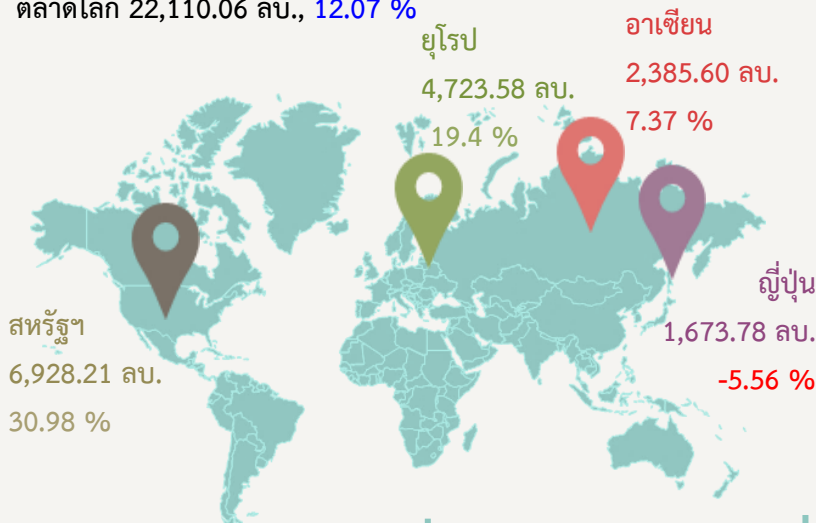 ตลาดโลก 22,110.06 ลบ., 12.07 %
อาเซียน
2,385.60 ลบ.
7.37 %
ยุโรป
4,723.58 ลบ.
19.4 %
ญี่ปุ่น
1,673.78 ลบ.
-5.56 %
สหรัฐฯ
6,928.21 ลบ.
30.98 %